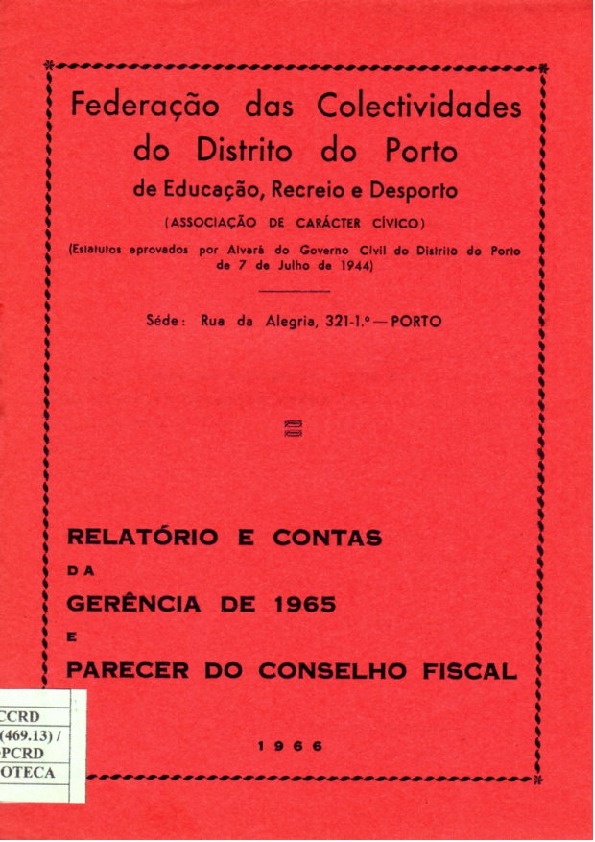 Federação das Colectividades
do Distrito do Porto
de Educação, Recreio e Desporto
(ASSOCIAÇÃO DE CARÁCTER CÍVICO)
(Estatutos aprovados por Alvará do Governo Civil do Distrito do Porto
de 7 de Julho de 1944)
Séde: Rua da Alegria, 321-1.º — PORTO
RELATÓRIO E CONTAS
DA
GERÊNCIA DE 1965
E
PARECER DO CONSELHO FISCAL
1966
CCRD
(469.13) /
PCRD
OTECA